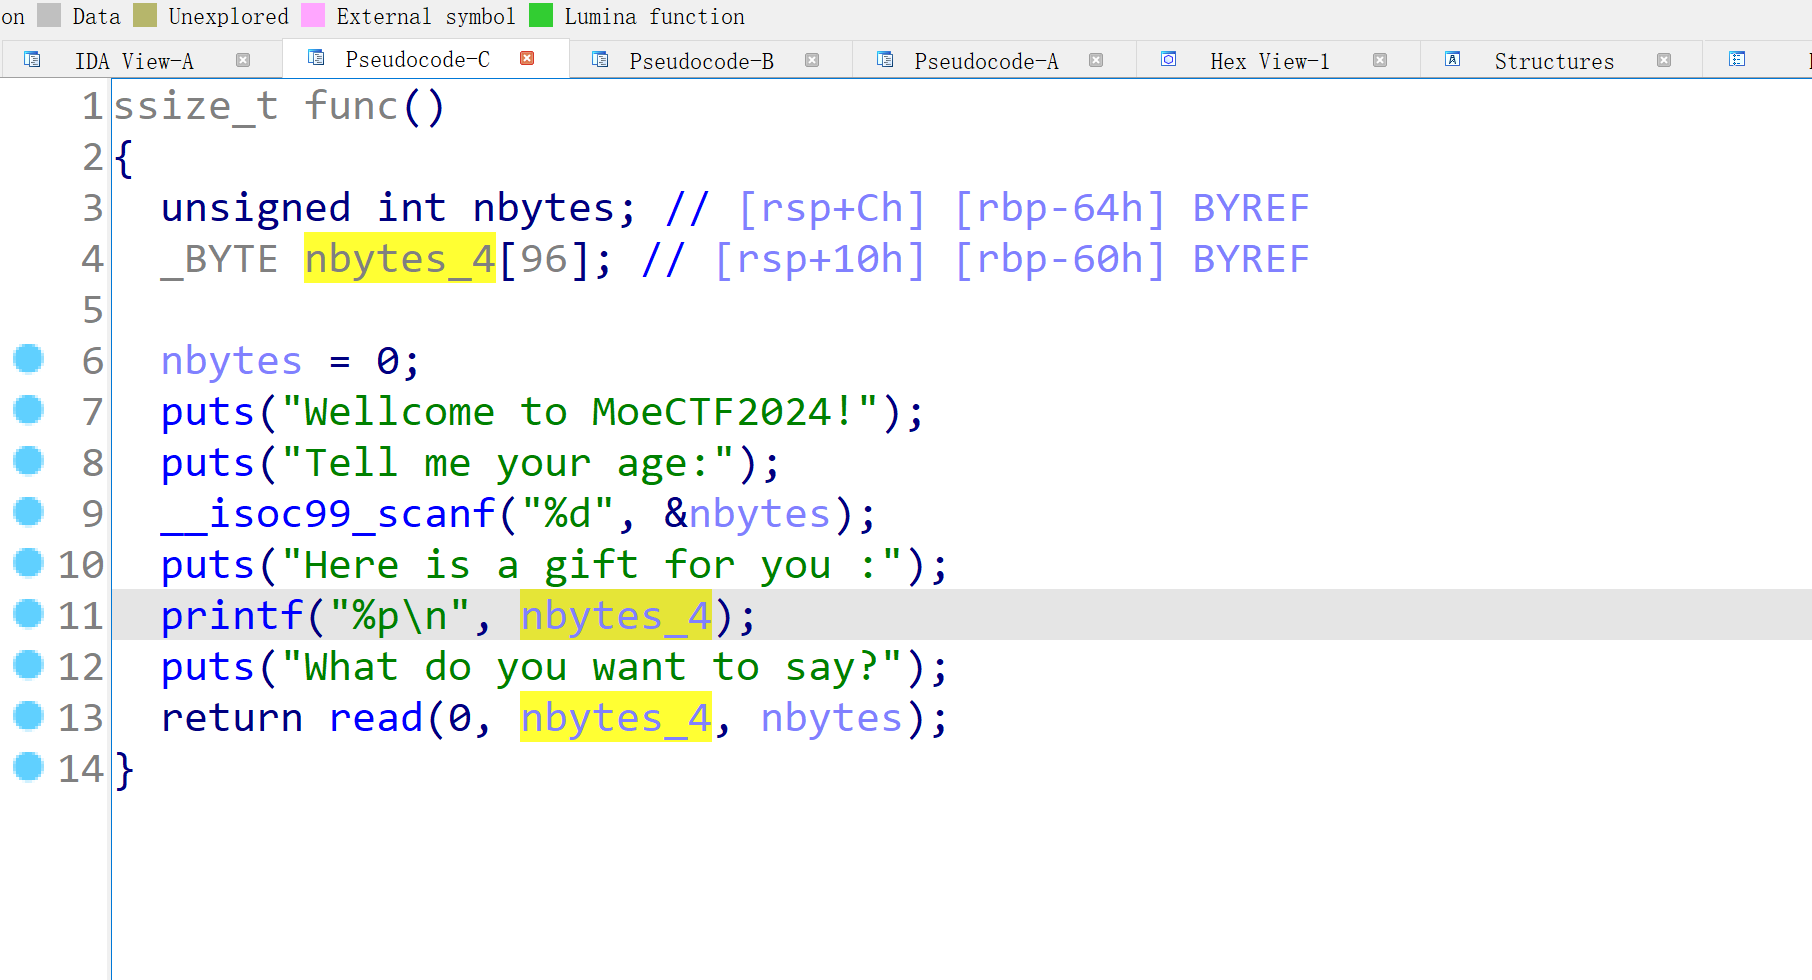 on Data Unexplored External symbol Lumina function
IDA View-A Pseudocode-C Pseudocode-B Pseudocode-A Hex View-1 Structures
1 ssize_t func()
2 {
3   unsigned int nbytes; // [rsp+Ch] [rbp-64h] BYREF
4   _BYTE nbytes_4[96]; // [rsp+10h] [rbp-60h] BYREF
5
6   nbytes = 0;
7   puts("Wellcome to MoeCTF2024!");
8   puts("Tell me your age:");
9   __isoc99_scanf("%d", &nbytes);
10   puts("Here is a gift for you :");
11   printf("%p\n", nbytes_4);
12   puts("What do you want to say?");
13   return read(0, nbytes_4, nbytes);
14 }